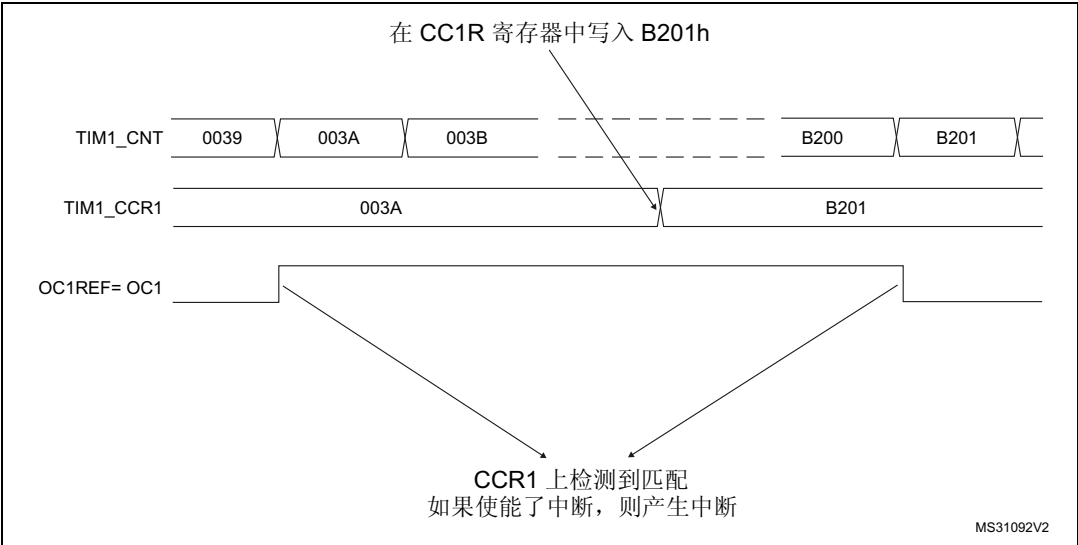 在 CC1R 寄存器中写入 B201h
TIM1_CNT 0039 003A 003B B200 B201
TIM1_CCR1 003A B201
OC1REF= OC1
CCR1 上检测到匹配
如果使能了中断，则产生中断
MS31092V2